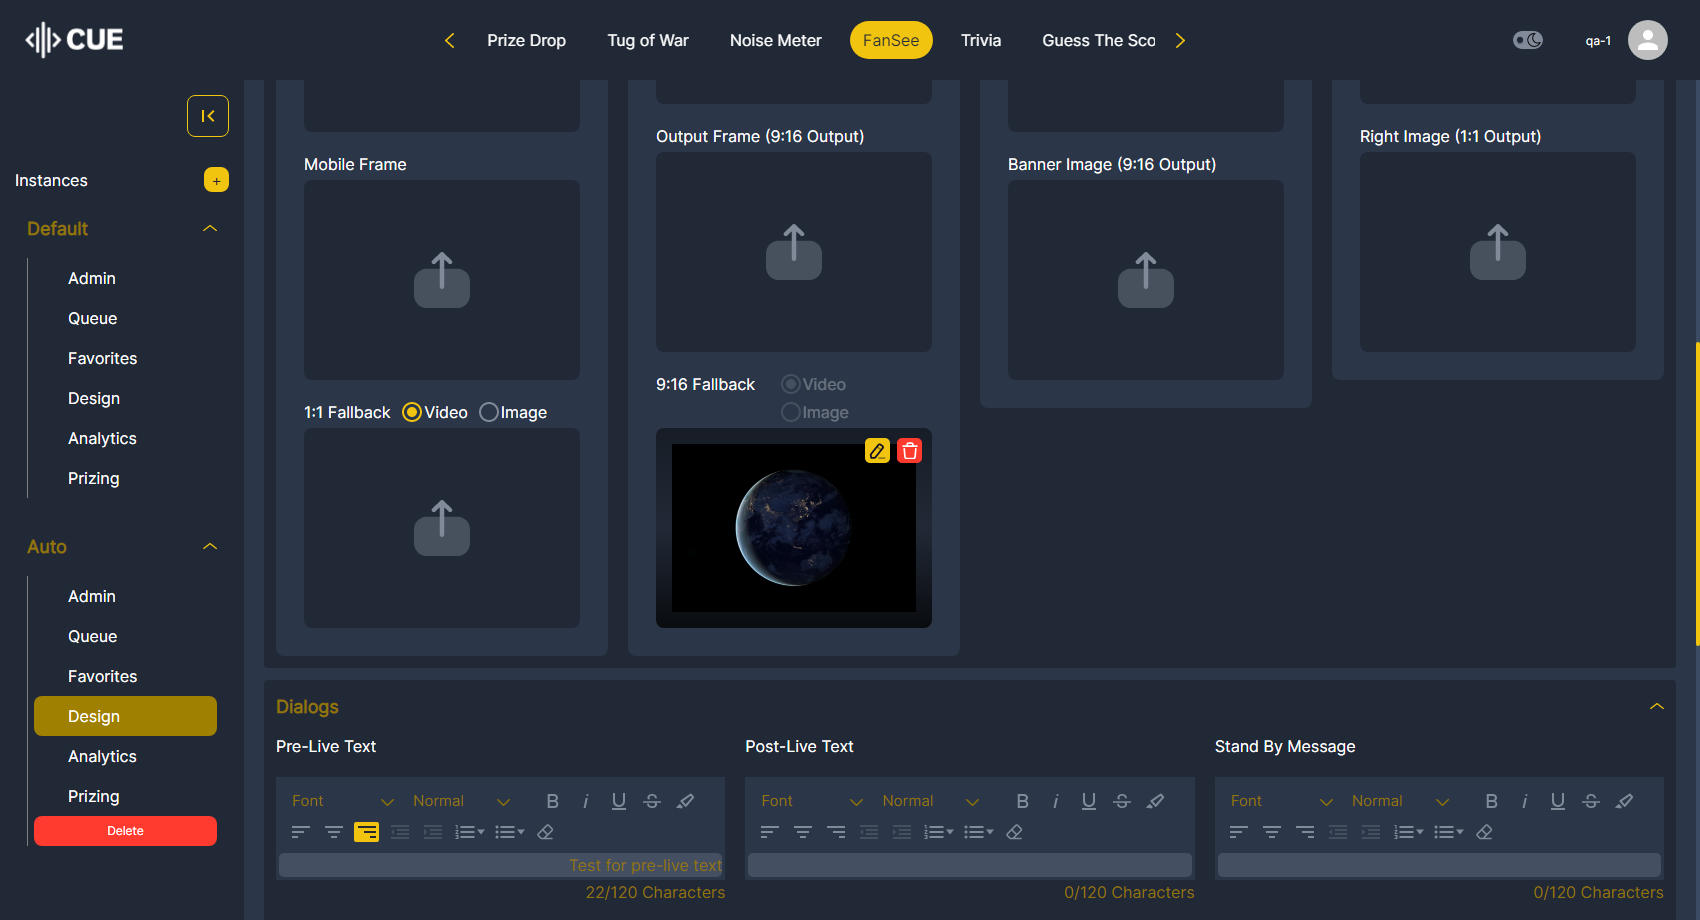 CUE
Prize Drop
Tug of War
Noise Meter
FanSee
Trivia
Guess The Sco
qa-1
Instances
+
Default
Admin
Queue
Favorites
Design
Analytics
Prizing
Auto
Admin
Queue
Favorites
Design
Analytics
Prizing
Delete
Mobile Frame
1:1 Fallback Video Image
Output Frame (9:16 Output)
9:16 Fallback Video
Image
Banner Image (9:16 Output)
Right Image (1:1 Output)
Dialogs
Pre-Live Text
Font Normal B i U S
Test for pre-live text
22/120 Characters
Post-Live Text
Font Normal B i U S
0/120 Characters
Stand By Message
Font Normal B i U S
0/120 Characters